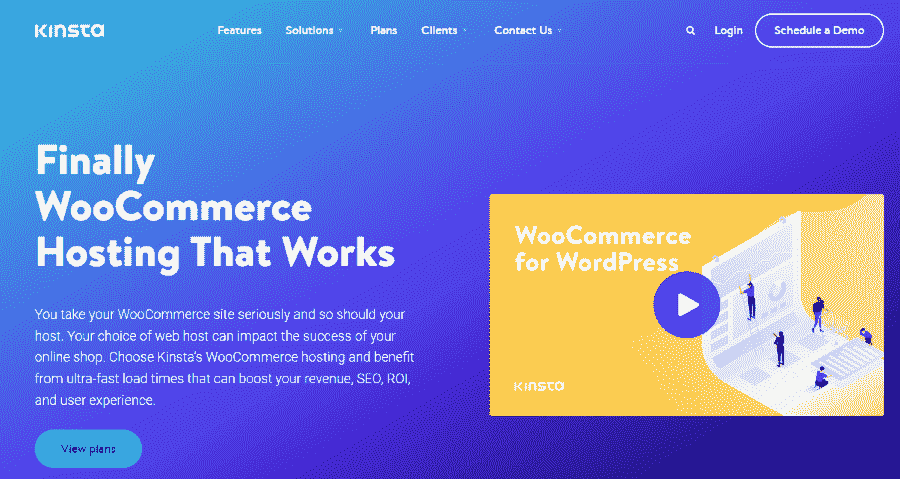 KINSTA
Features Solutions Plans Clients Contact Us Login Schedule a Demo
Finally
WooCommerce
Hosting That Works
You take your WooCommerce site seriously and so should your
host. Your choice of web host can impact the success of your
online shop. Choose Kinsta's WooCommerce hosting and benefit
from ultra-fast load times that can boost your revenue, SEO, ROI,
and user experience.
View plans
WooCommerce
for WordPress
KINSTA